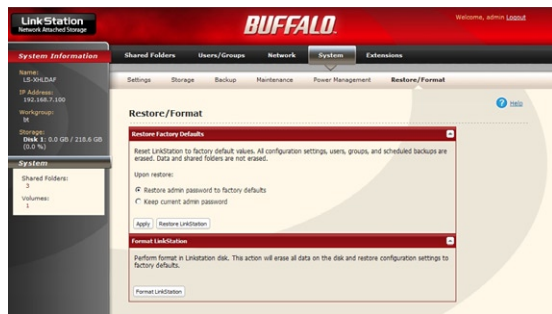 LinkStation
Network Attached Storage
BUFFALO.
Welcome, admin Logout
System Information
Shared Folders Users/Groups Network System Extensions
Name:
LS-XHLDAF
IP Address:
192.168.7.100
Workgroup:
bt
Storage:
Disk 1: 0.0 GB / 218.6 GB
(0.0 %)
System
Shared Folders:
3
Volumes:
1
Settings Storage Backup Maintenance Power Management Restore/Format
Help
Restore/Format
Restore Factory Defaults
Reset LinkStation to factory default values. All configuration settings, users, groups, and scheduled backups are
erased. Data and shared folders are not erased.
Upon restore:
Restore admin password to factory defaults
Keep current admin password
Apply Restore LinkStation
Format LinkStation
Perform format in Linkstation disk. This action will erase all data on the disk and restore configuration settings to
factory defaults.
Format LinkStation